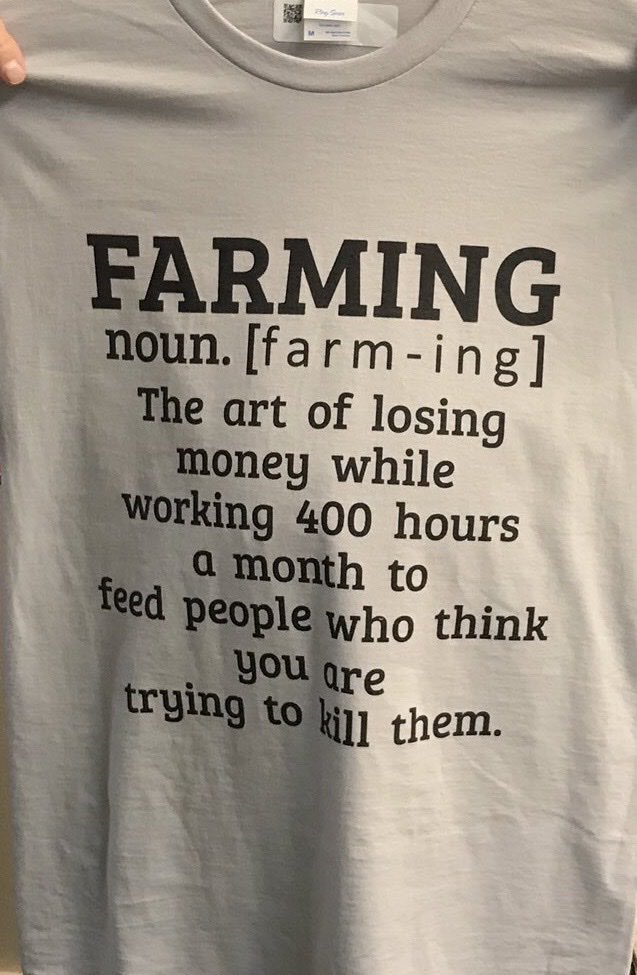 M
FARMING
noun. [farm-ing]
The art of losing
money while
working 400 hours
a month to
feed people who think
you are
trying to kill them.